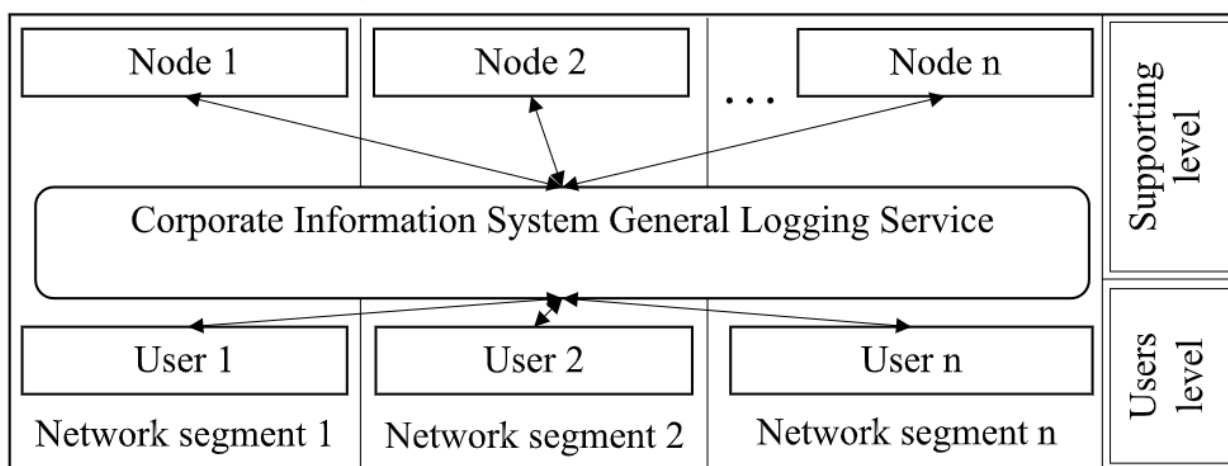 Node 1
Node 2
...
Node n
Corporate Information System General Logging Service
User 1
User 2
User n
Network segment 1
Network segment 2
Network segment n
Supporting
level
Users
level